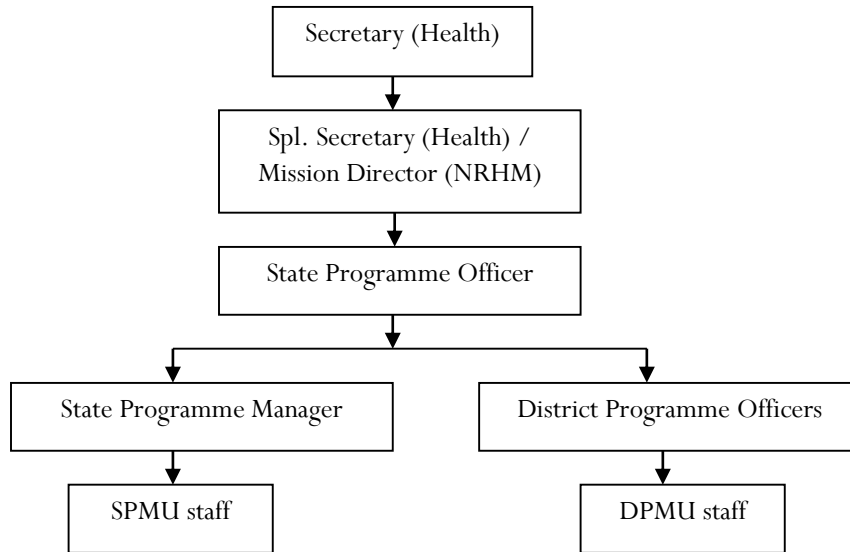 Secretary (Health)
Spl. Secretary (Health) /
Mission Director (NRHM)
State Programme Officer
State Programme Manager
District Programme Officers
SPMU staff
DPMU staff